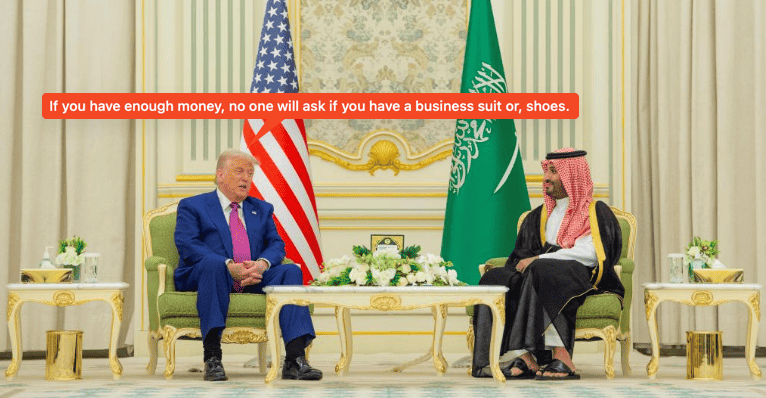 If you have enough money, no one will ask if you have a business suit or, shoes.